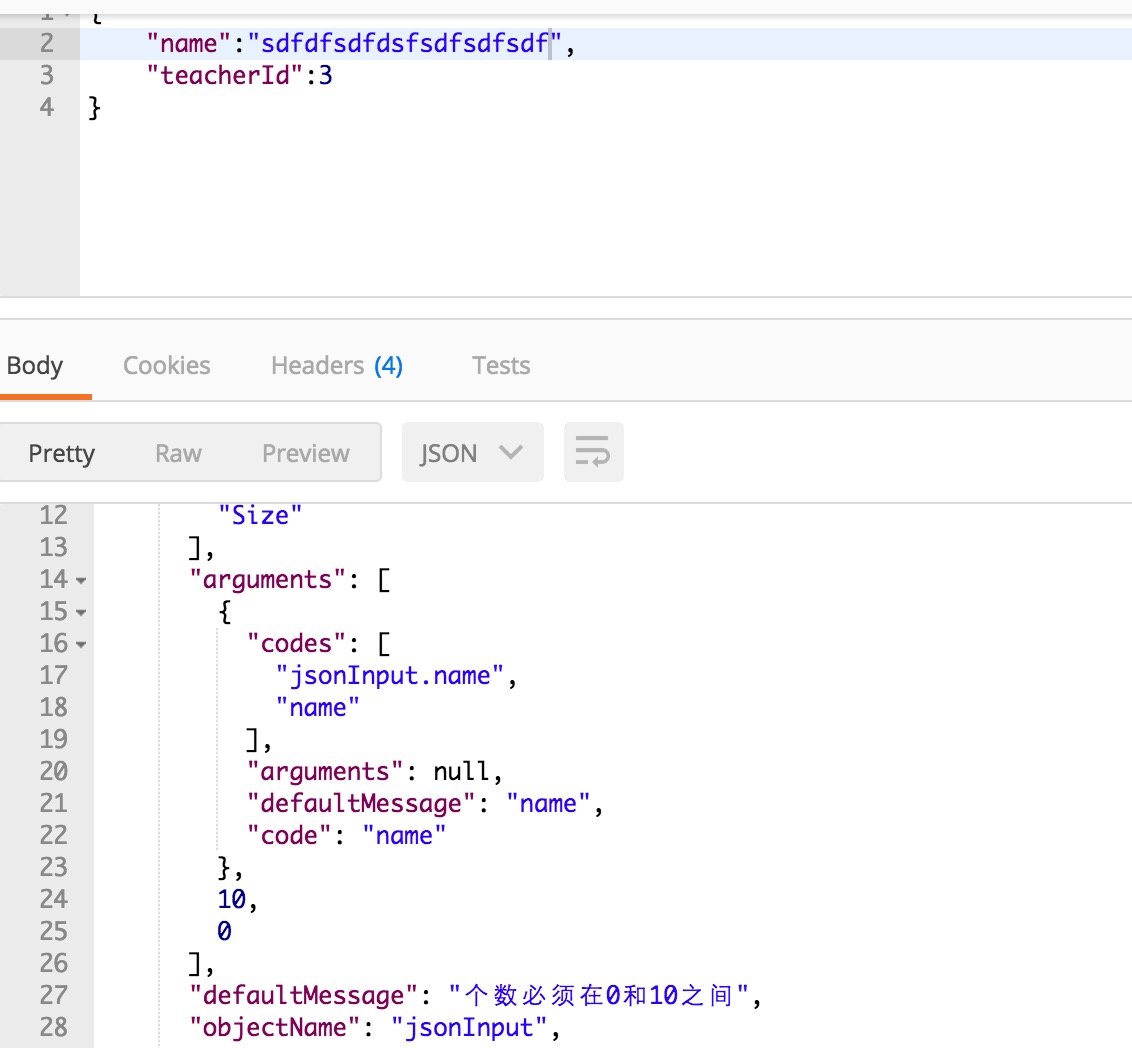 1 {
2 "name":"sdfdfsdfdsfsdfsdfsdf",
3 "teacherId":3
4 }
Body Cookies Headers (4) Tests
Pretty Raw Preview JSON
12 "Size"
13 ],
14 "arguments": [
15 {
16 "codes": [
17 "jsonInput.name",
18 "name"
19 ],
20 "arguments": null,
21 "defaultMessage": "name",
22 "code": "name"
23 },
24 10,
25 0
26 ],
27 "defaultMessage": "个数必须在0和10之间",
28 "objectName": "jsonInput",